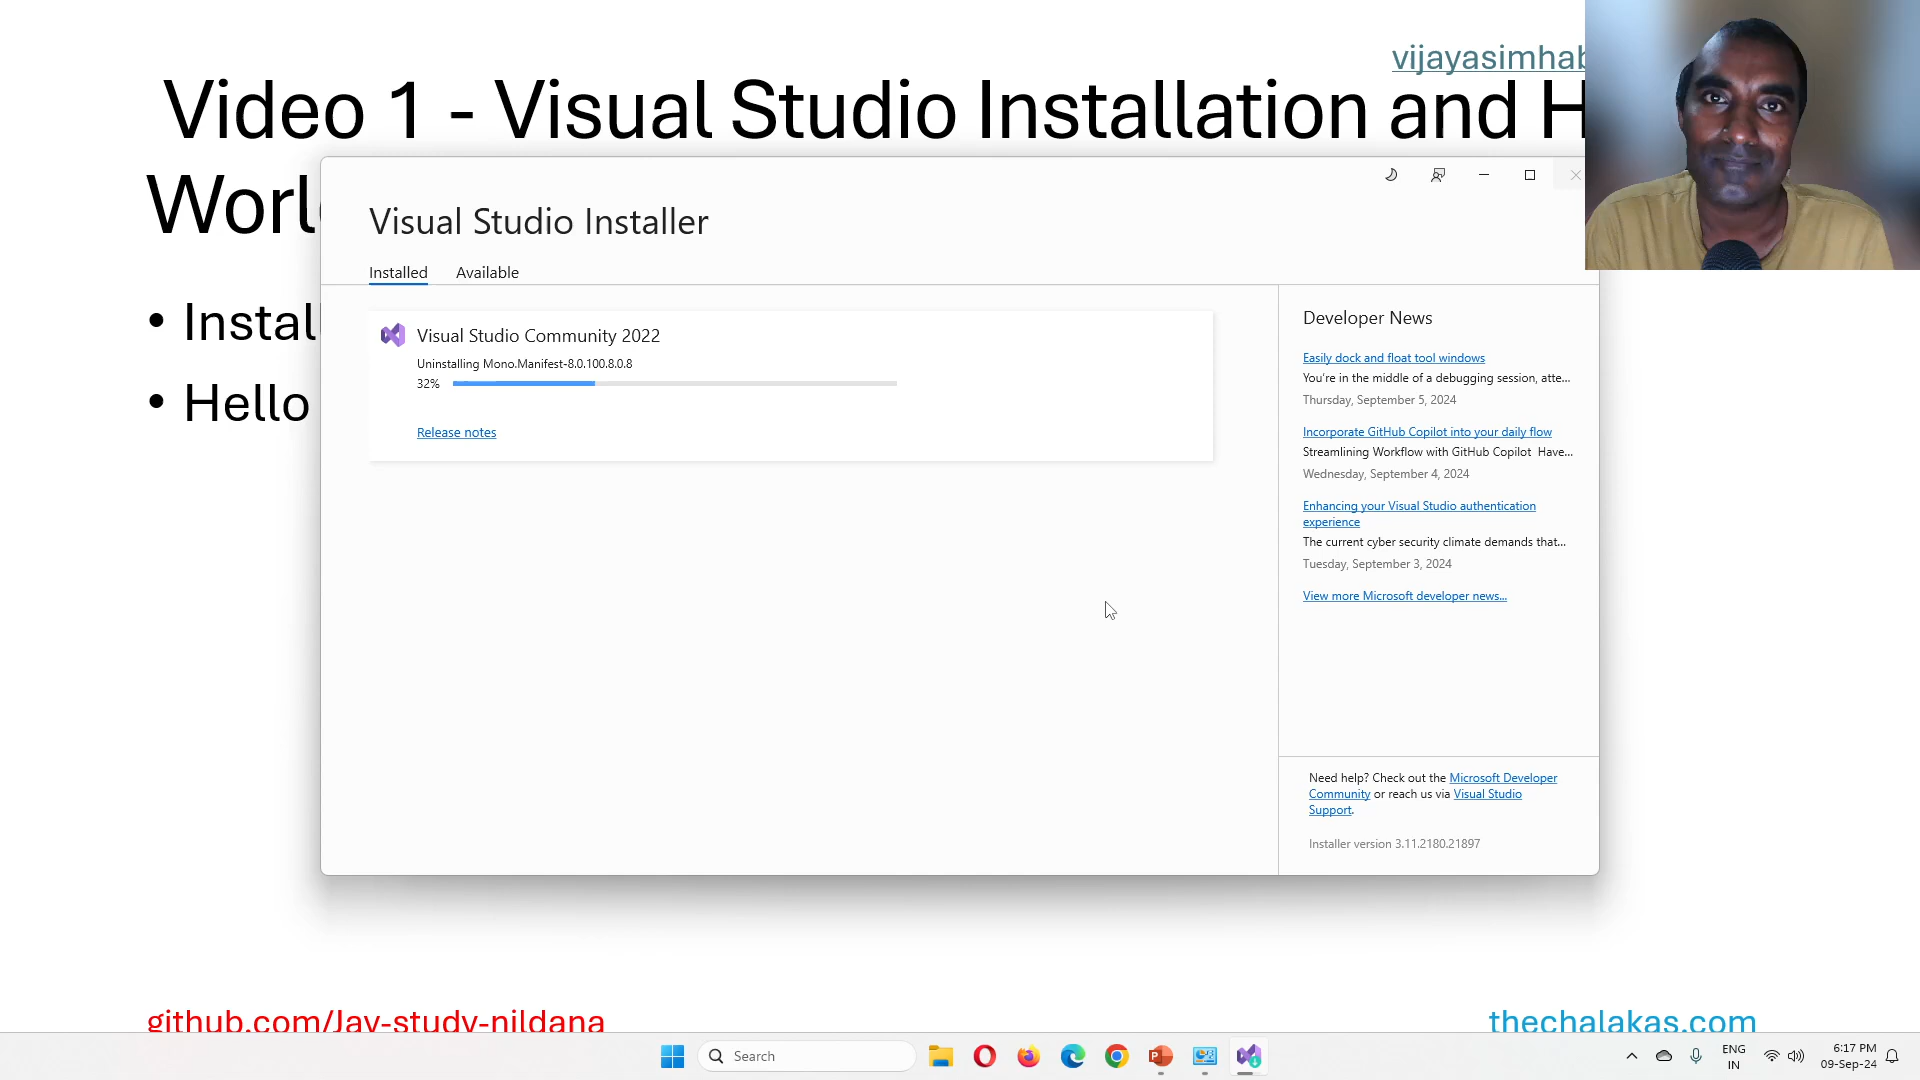 vijayasimhab
Video 1 - Visual Studio Installation and H
Worl
Visual Studio Installer
Installed
Available
• Install
• Hello
Visual Studio Community 2022
Uninstalling Mono.Manifest-8.0.100.8.0.8
32%
Release notes
Developer News
Easily dock and float tool windows
You're in the middle of a debugging session, atte...
Thursday, September 5, 2024
Incorporate GitHub Copilot into your daily flow
Streamlining Workflow with GitHub Copilot Have...
Wednesday, September 4, 2024
Enhancing your Visual Studio authentication
experience
The current cyber security climate demands that...
Tuesday, September 3, 2024
View more Microsoft developer news...
Need help? Check out the Microsoft Developer
Community or reach us via Visual Studio
Support.
Installer version 3.11.2180.21897
github.com/Jay-study-nildana
thechalakas.com
Search
ENG
IN
6:17 PM
09-Sep-24